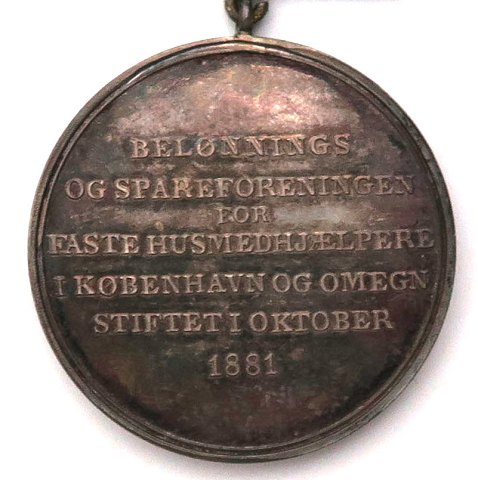 BELØNNINGS
OG SPAREFORENINGEN
FOR
FASTE HUSMEDHJÆLPERE
I KØBENHAVN OG OMEGN
STIFTET I OKTOBER
1881